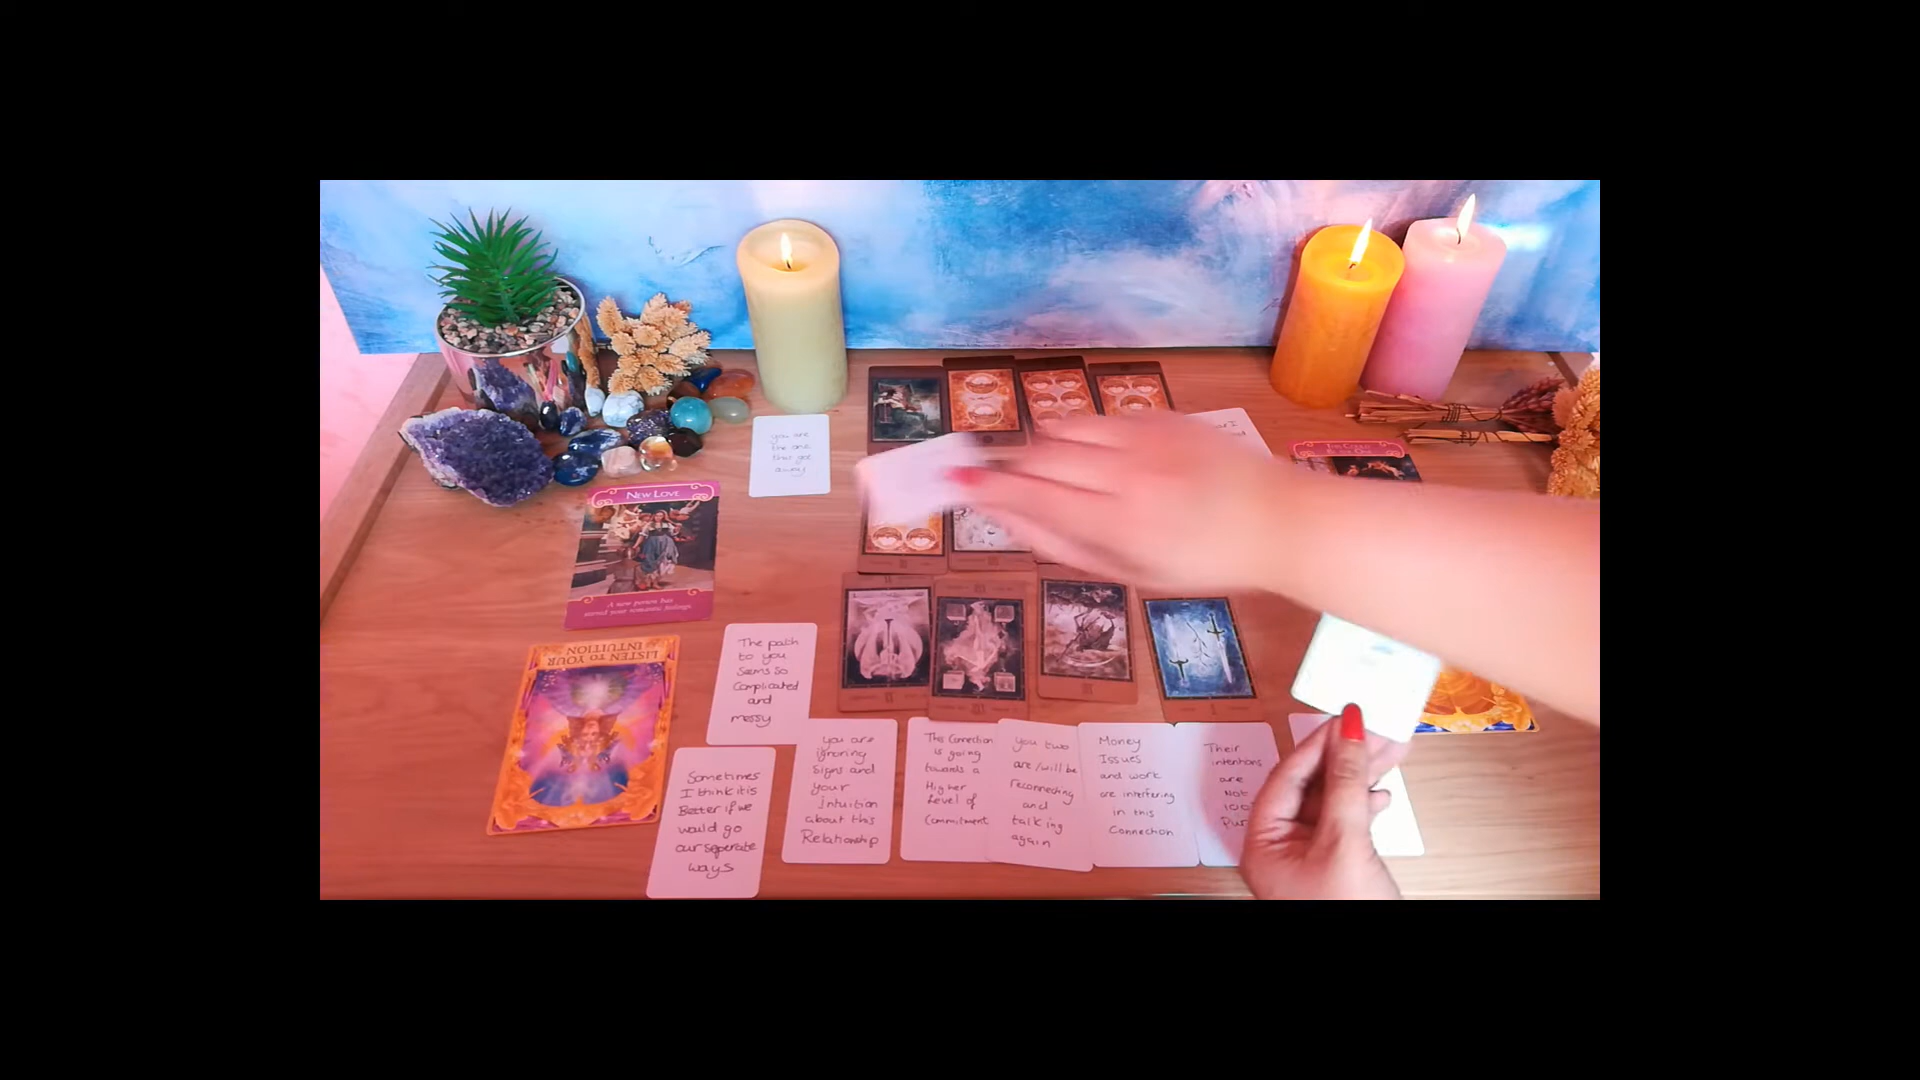 you are
the one
that got
away
NEW LOVE
A new person has
stirred your romantic feelings.
LISTEN to YOUR
INTUITION
The path
to you
Seems so
Complicated
and
messy
Sometimes
I think it is
Better if we
would go
our seperate
ways
you are
ignoring
signs and
your
intuition
about this
Relationship
This Connection
is going
towards a
Higher
Level of
Commitment
you two
are/will be
reconnecting
and
talking
again
Money
Issues
and work
are interfering
in this
Connection
Their
intentions
are
Not